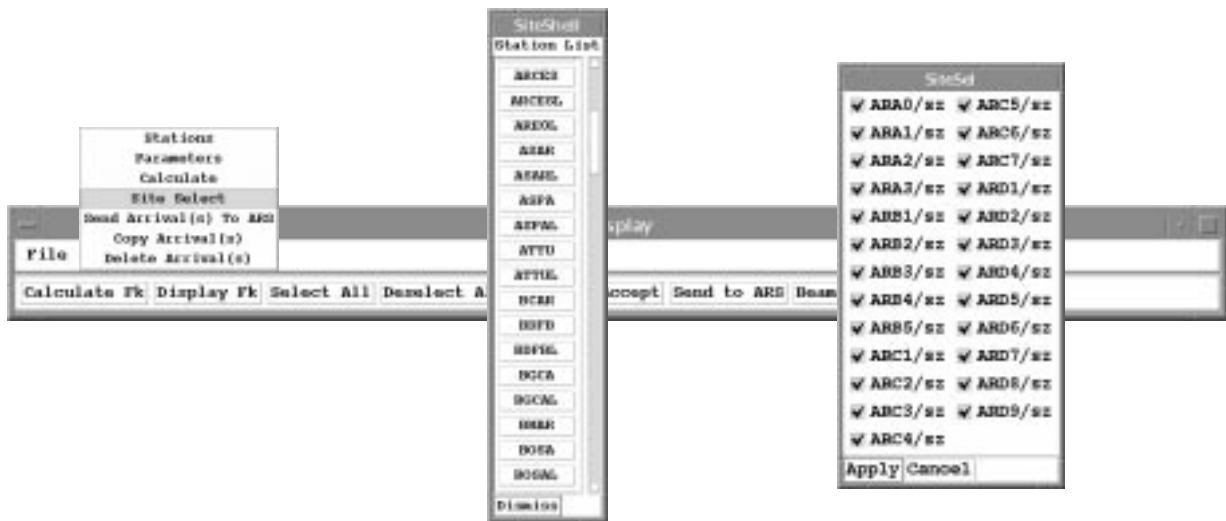 Stations
Parameters
Calculate
Site Select
Send Arrival(s) To ARS
Copy Arrival(s)
Delete Arrival(s)
File
Calculate Fk Display Fk Select All Deselect A
SiteShell
Station List
ARCES
ARCESL
AREOL
ASAR
ASARL
ASPA
ASPAL
ATTU
ATTUL
BCAR
BDFB
BDFBL
BGCA
BGCAL
BMAR
BOSA
BOSAL
Dismiss
splay
ccept Send to ARS Beam
SiteSel
ARA0/sz ARC5/sz
ARA1/sz ARC6/sz
ARA2/sz ARC7/sz
ARA3/sz ARD1/sz
ARB1/sz ARD2/sz
ARB2/sz ARD3/sz
ARB3/sz ARD4/sz
ARB4/sz ARD5/sz
ARB5/sz ARD6/sz
ARC1/sz ARD7/sz
ARC2/sz ARD8/sz
ARC3/sz ARD9/sz
ARC4/sz
Apply Cancel